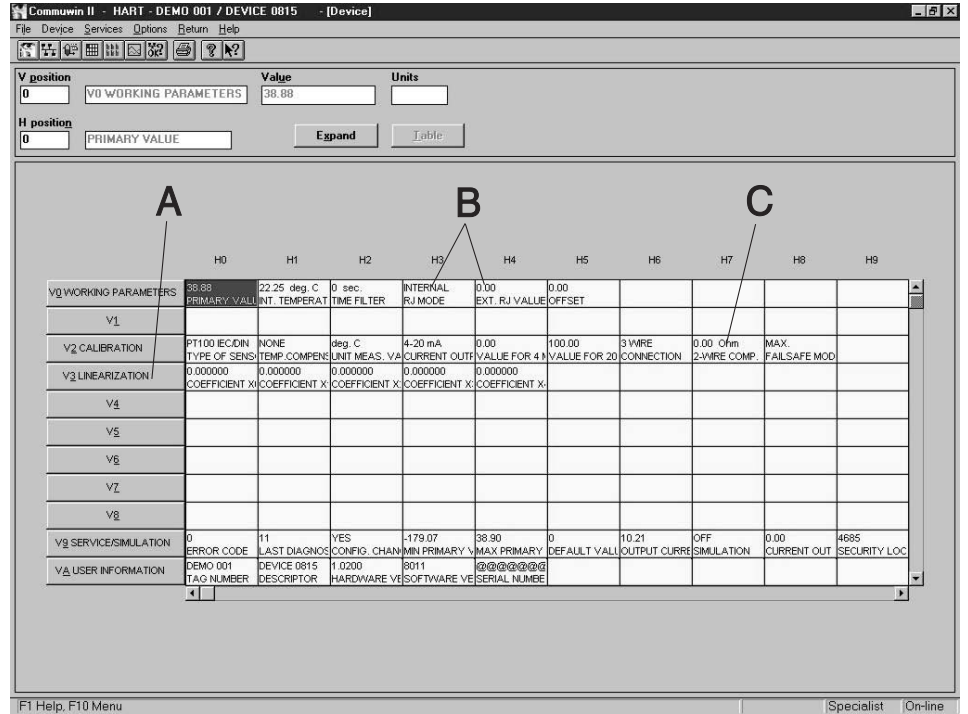 Commuwin II - HART - DEMO 001 / DEVICE 0815 - [Device]
File Device Services Options Return Help
V position Value Units
0 V0 WORKING PARAMETERS 38.88
H position
0 PRIMARY VALUE Expand Table
A B C
H0 H1 H2 H3 H4 H5 H6 H7 H8 H9
V0 WORKING PARAMETERS
38.88 22.25 deg. C 0 sec. INTERNAL 0.00 0.00
PRIMARY VALU INT. TEMPERAT TIME FILTER RJ MODE EXT. RJ VALUE OFFSET
V1
V2 CALIBRATION
PT100 IEC/DIN NONE deg. C 4-20 mA 0.00 100.00 3 WIRE 0.00 Ohm MAX.
TYPE OF SENS TEMP.COMPENS UNIT MEAS. VA CURRENT OUTP VALUE FOR 4 VALUE FOR 20 CONNECTION 2-WIRE COMP. FAILSAFE MOD
V3 LINEARIZATION
0.000000 0.000000 0.000000 0.000000 0.000000
COEFFICIENT X COEFFICIENT X COEFFICIENT X COEFFICIENT X COEFFICIENT X
V4
V5
V6
V7
V8
V9 SERVICE/SIMULATION
0 11 YES -179.07 38.90 0 10.21 OFF 0.00 4685
ERROR CODE LAST DIAGNOS CONFIG. CHAN MIN PRIMARY V MAX PRIMARY DEFAULT VALU OUTPUT CURRE SIMULATION CURRENT OUT SECURITY LOC
VA USER INFORMATION
DEMO 001 DEVICE 0815 1.0200 8011 @@@@@@@
TAG NUMBER DESCRIPTOR HARDWARE VE SOFTWARE VE SERIAL NUMBE
F1 Help, F10 Menu Specialist On-line